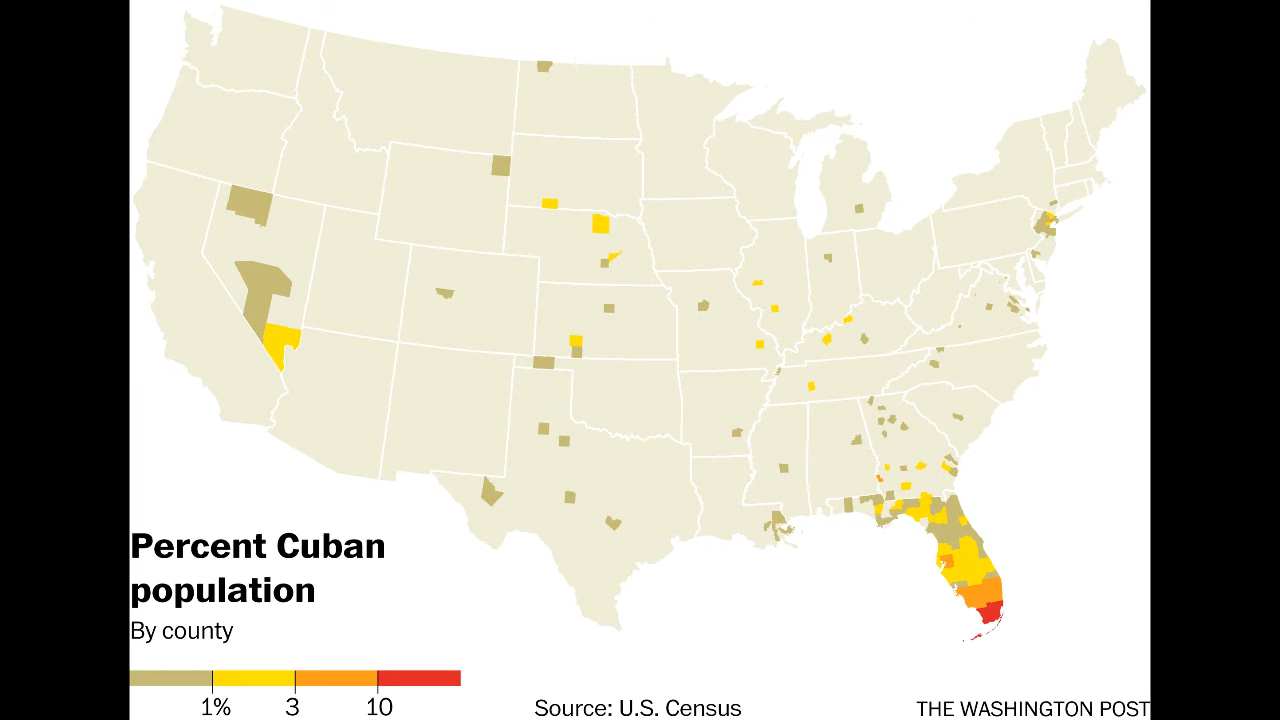 Percent Cuban
population
By county
1% 3 10
Source: U.S. Census
THE WASHINGTON POST